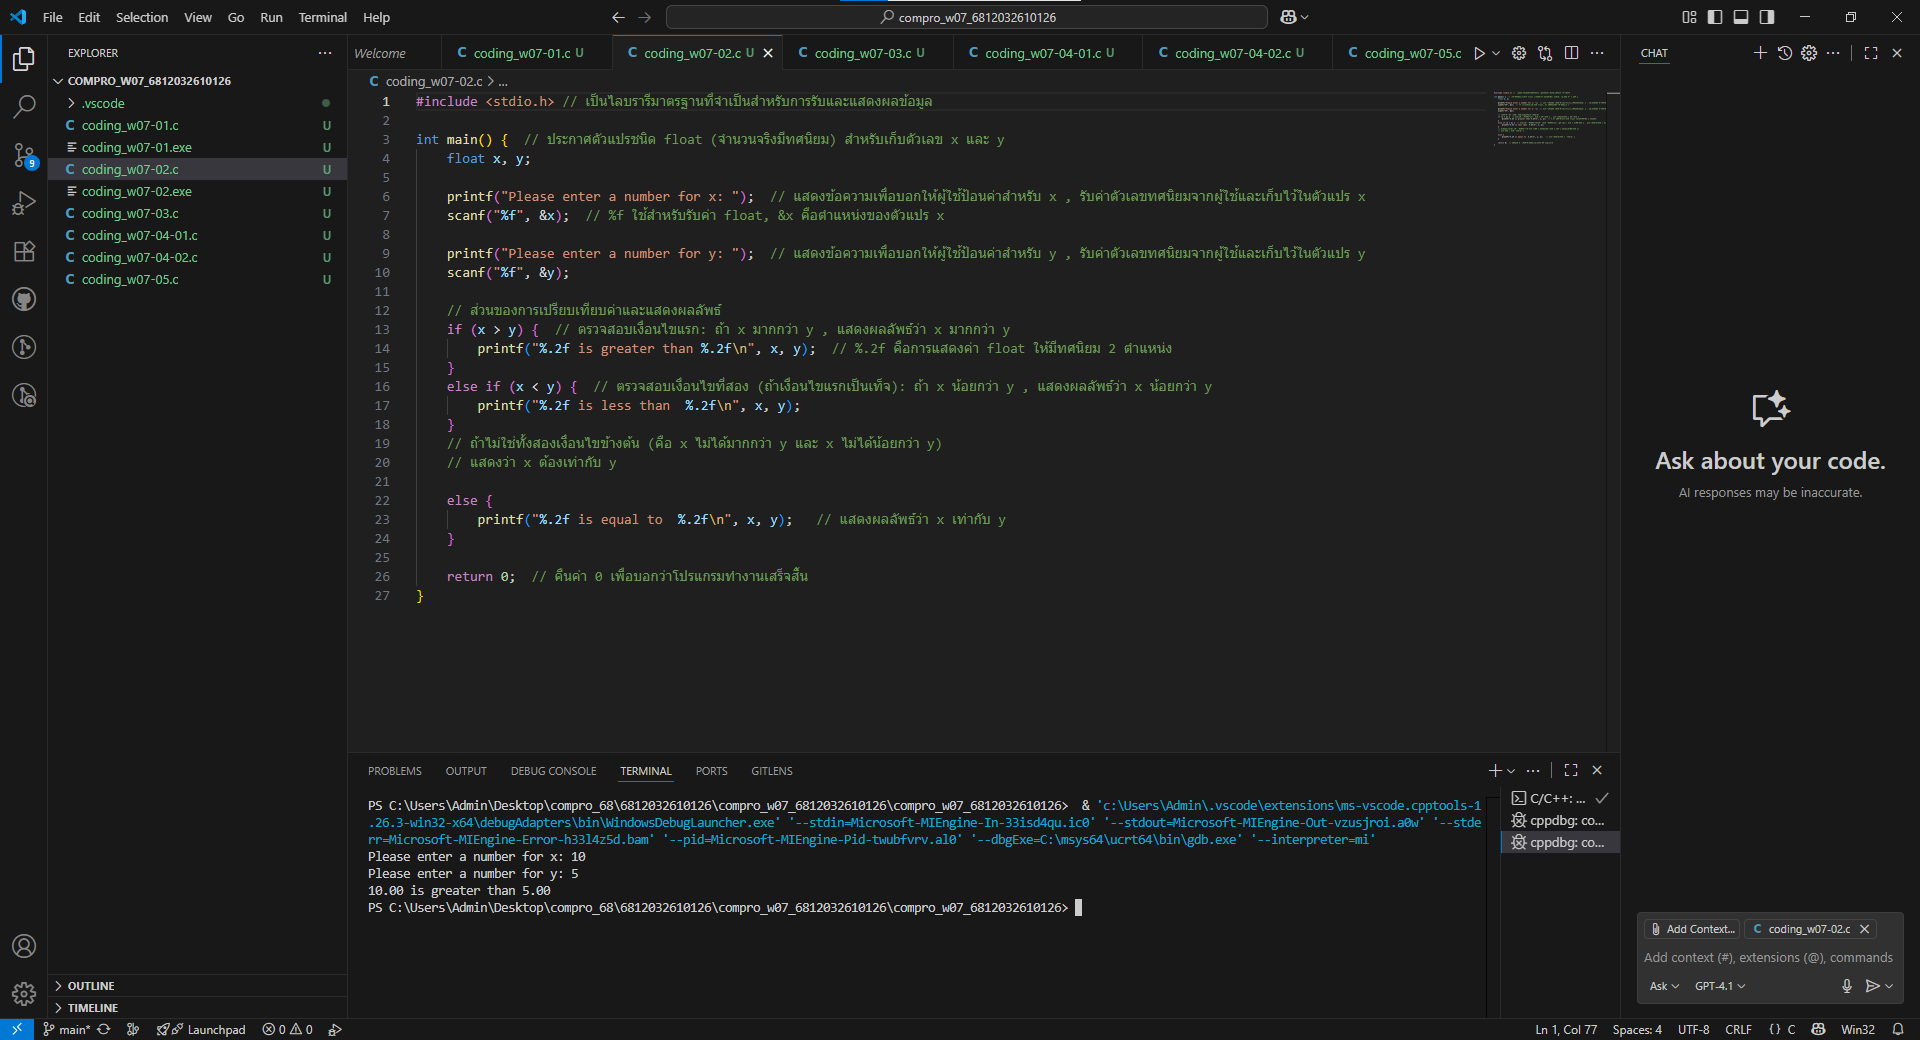 File Edit Selection View Go Run Terminal Help
compro_w07_6812032610126
EXPLORER
COMPRO_W07_6812032610126
.vscode
coding_w07-01.c U
coding_w07-01.exe U
coding_w07-02.c U
coding_w07-02.exe U
coding_w07-03.c U
coding_w07-04-01.c U
coding_w07-04-02.c U
coding_w07-05.c U
9
OUTLINE
TIMELINE
Welcome coding_w07-01.c U coding_w07-02.c U coding_w07-03.c U coding_w07-04-01.c U coding_w07-04-02.c U coding_w07-05.c
coding_w07-02.c > ...
1 #include <stdio.h> // เป็นไลบรารีมาตรฐานที่จำเป็นสำหรับการรับและแสดงผลข้อมูล
2
3 int main() {  // ประกาศตัวแปรชนิด float (จำนวนจริงมีทศนิยม) สำหรับเก็บตัวเลข x และ y
4     float x, y;
5
6     printf("Please enter a number for x: ");  // แสดงข้อความเพื่อบอกให้ผู้ใช้ป้อนค่าสำหรับ x , รับค่าตัวเลขทศนิยมจากผู้ใช้และเก็บไว้ในตัวแปร x
7     scanf("%f", &x);  // %f ใช้สำหรับรับค่า float, &x คือตำแหน่งของตัวแปร x
8
9     printf("Please enter a number for y: ");  // แสดงข้อความเพื่อบอกให้ผู้ใช้ป้อนค่าสำหรับ y , รับค่าตัวเลขทศนิยมจากผู้ใช้และเก็บไว้ในตัวแปร y
10     scanf("%f", &y);
11
12     // ส่วนของการเปรียบเทียบค่าและแสดงผลลัพธ์
13     if (x > y) {  // ตรวจสอบเงื่อนไขแรก: ถ้า x มากกว่า y , แสดงผลลัพธ์ว่า x มากกว่า y
14         printf("%.2f is greater than %.2f\n", x, y);  // %.2f คือการแสดงค่า float ให้มีทศนิยม 2 ตำแหน่ง
15     }
16     else if (x < y) {  // ตรวจสอบเงื่อนไขที่สอง (ถ้าเงื่อนไขแรกเป็นเท็จ): ถ้า x น้อยกว่า y , แสดงผลลัพธ์ว่า x น้อยกว่า y
17         printf("%.2f is less than  %.2f\n", x, y);
18     }
19     // ถ้าไม่ใช่ทั้งสองเงื่อนไขข้างต้น (คือ x ไม่ได้มากกว่า y และ x ไม่ได้น้อยกว่า y)
20     // แสดงว่า x ต้องเท่ากับ y
21
22     else {
23         printf("%.2f is equal to  %.2f\n", x, y);   // แสดงผลลัพธ์ว่า x เท่ากับ y
24     }
25
26     return 0;  // คืนค่า 0 เพื่อบอกว่าโปรแกรมทำงานเสร็จสิ้น
27 }
PROBLEMS OUTPUT DEBUG CONSOLE TERMINAL PORTS GITLENS
PS C:\Users\Admin\Desktop\compro_68\6812032610126\compro_w07_6812032610126\compro_w07_6812032610126>  & 'c:\Users\Admin\.vscode\extensions\ms-vscode.cpptools-1
.26.3-win32-x64\debugAdapters\bin\WindowsDebugLauncher.exe' '--stdin=Microsoft-MIEngine-In-33isd4qu.ic0' '--stdout=Microsoft-MIEngine-Out-vzusjroi.a0w' '--stde
rr=Microsoft-MIEngine-Error-h33l4z5d.bam' '--pid=Microsoft-MIEngine-Pid-twubfvrv.al0' '--dbgExe=C:\msys64\ucrt64\bin\gdb.exe' '--interpreter=mi'
Please enter a number for x: 10
Please enter a number for y: 5
10.00 is greater than 5.00
PS C:\Users\Admin\Desktop\compro_68\6812032610126\compro_w07_6812032610126\compro_w07_6812032610126>
C/C++: ...
cppdbg: co...
cppdbg: co...
CHAT
Ask about your code.
AI responses may be inaccurate.
Add Context... coding_w07-02.c
Add context (#), extensions (@), commands
Ask GPT-4.1
main* Launchpad 0 0
Ln 1, Col 77 Spaces: 4 UTF-8 CRLF {} C Win32